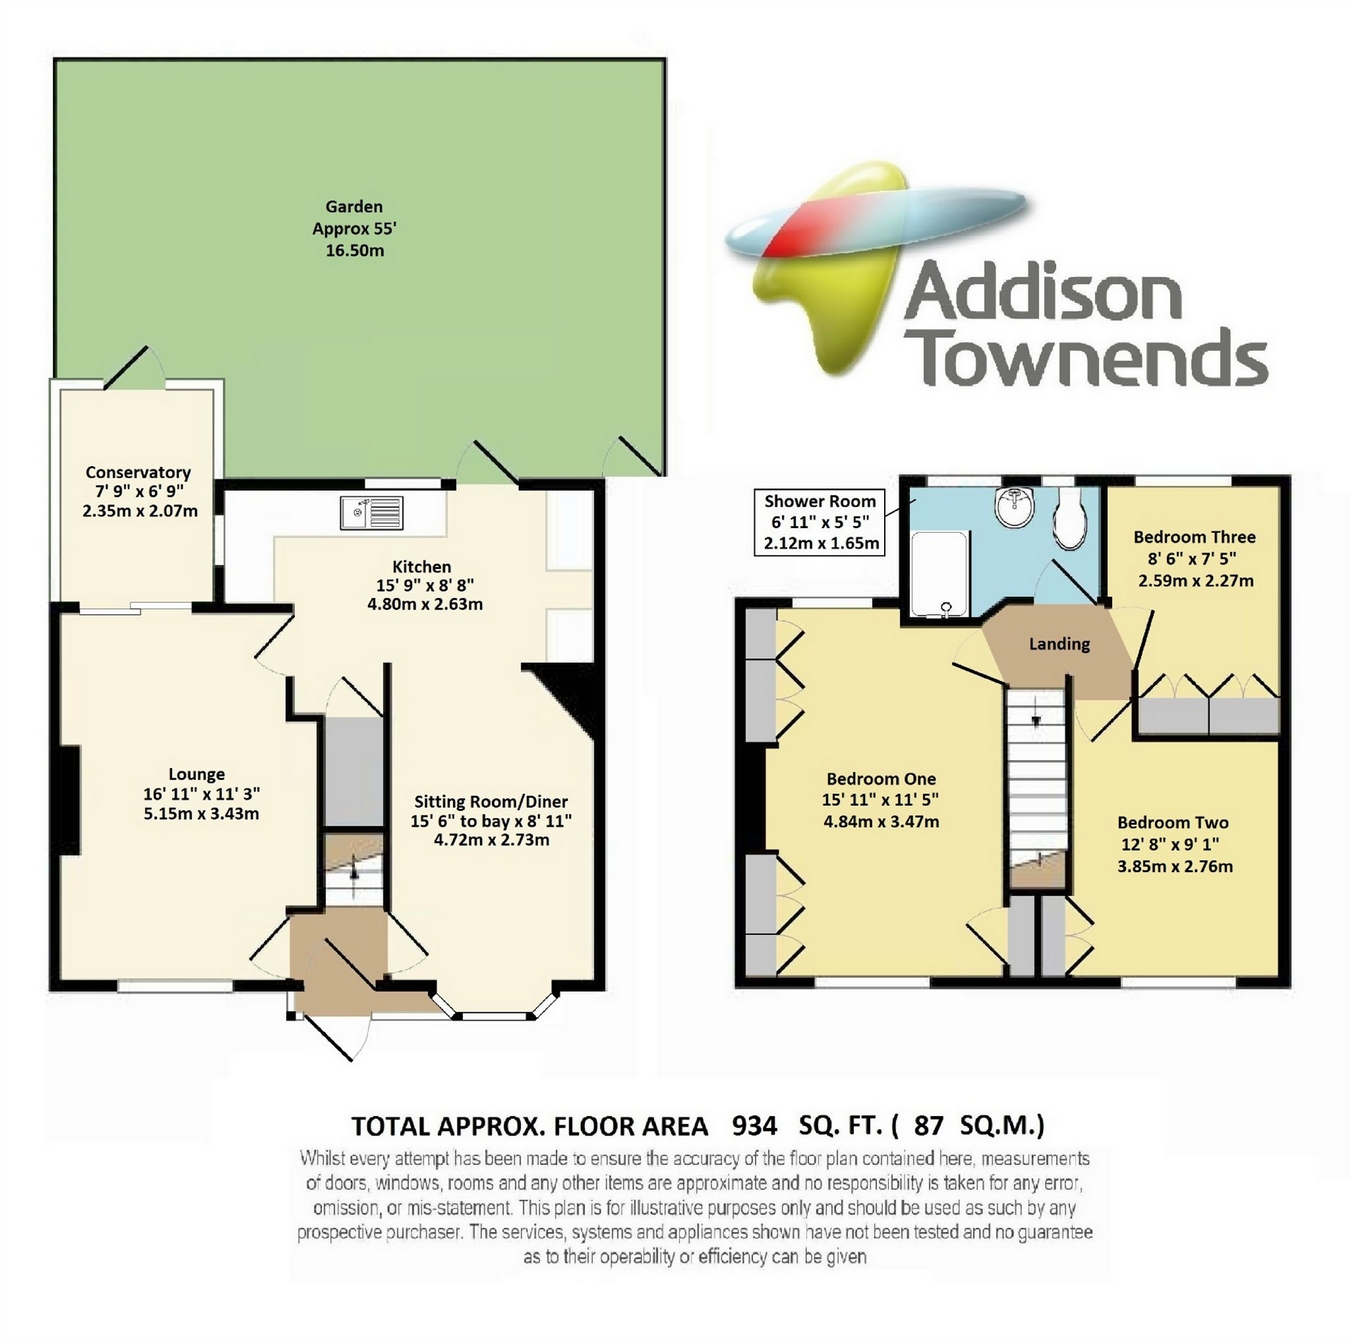 Garden
Approx 55'
16.50m
Addison
Townends
Conservatory
7' 9" x 6' 9"
2.35m x 2.07m
Kitchen
15' 9" x 8' 8"
4.80m x 2.63m
Shower Room
6' 11" x 5' 5"
2.12m x 1.65m
Bedroom Three
8' 6" x 7' 5"
2.59m x 2.27m
Landing
Lounge
16' 11" x 11' 3"
5.15m x 3.43m
Sitting Room/Diner
15' 6" to bay x 8' 11"
4.72m x 2.73m
Bedroom One
15' 11" x 11' 5"
4.84m x 3.47m
Bedroom Two
12' 8" x 9' 1"
3.85m x 2.76m
TOTAL APPROX. FLOOR AREA 934 SQ. FT. ( 87 SQ.M.)
Whilst every attempt has been made to ensure the accuracy of the floor plan contained here, measurements
of doors, windows, rooms and any other items are approximate and no responsibility is taken for any error,
omission, or mis-statement. This plan is for illustrative purposes only and should be used as such by any
prospective purchaser. The services, systems and appliances shown have not been tested and no guarantee
as to their operability or efficiency can be given